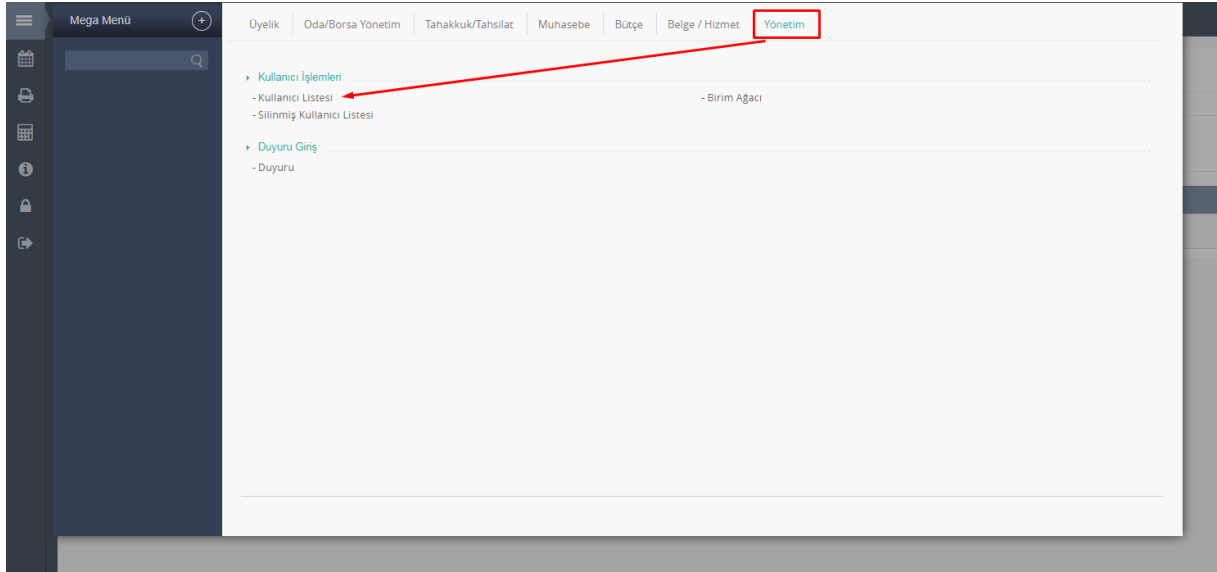 Mega Menü
Üyelik Oda/Borsa Yönetim Tahakkuk/Tahsilat Muhasebe Bütçe Belge / Hizmet Yönetim
Kullanıcı İşlemleri
- Kullanıcı Listesi - Birim Ağacı
- Silinmiş Kullanıcı Listesi
Duyuru Giriş
- Duyuru